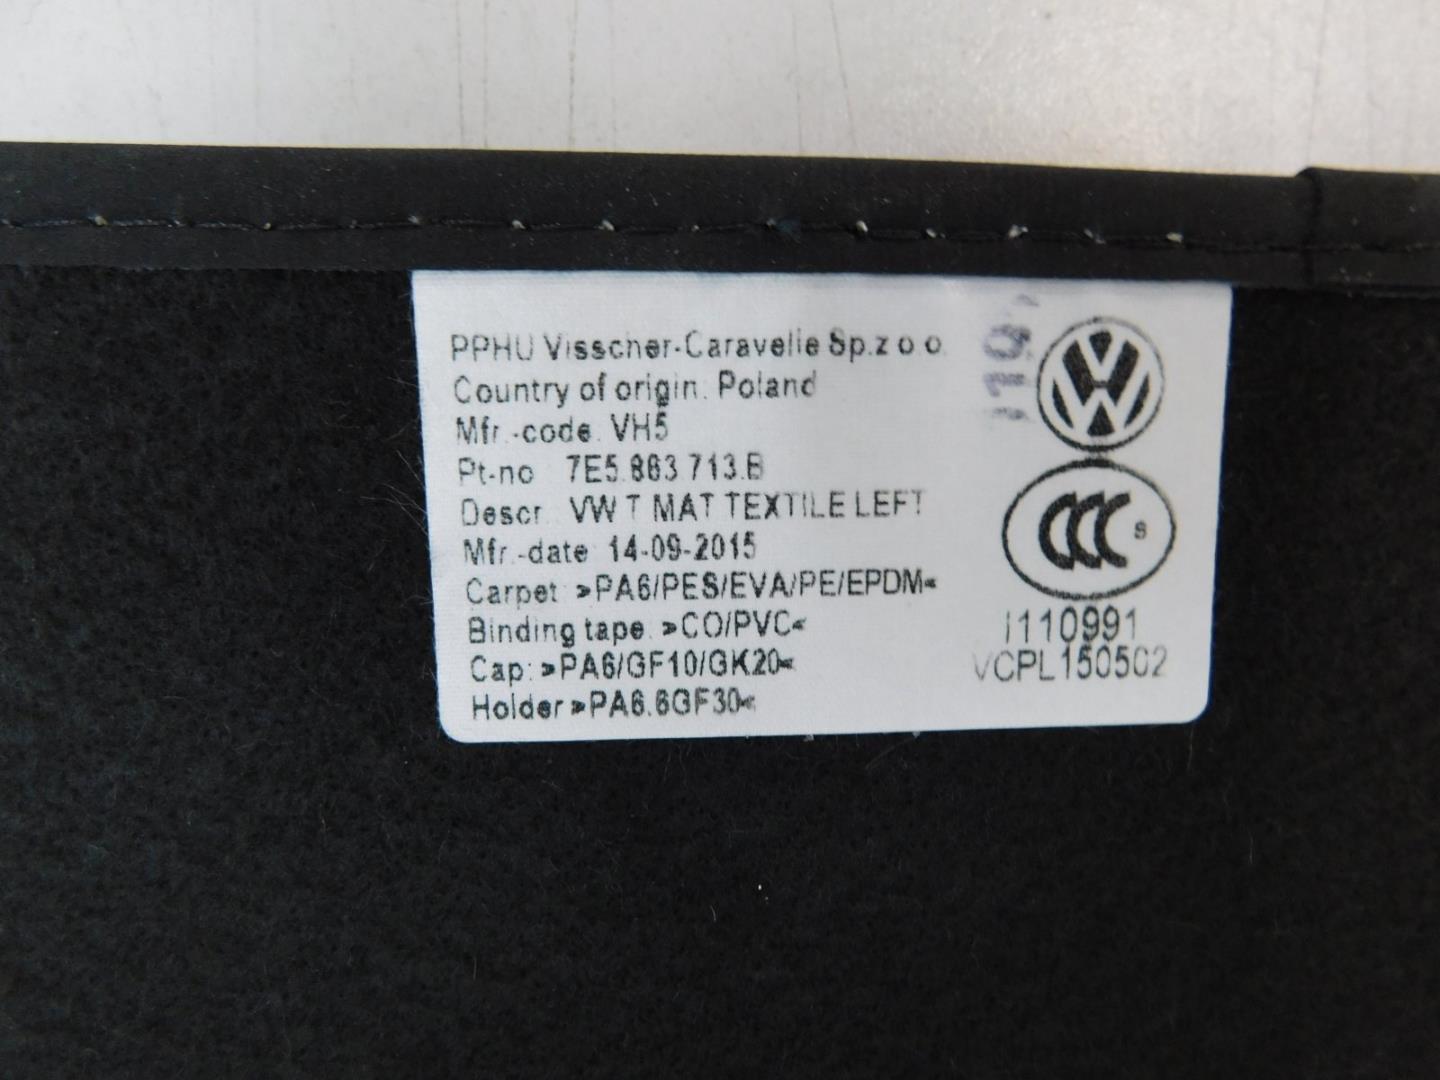 PPHU Visscher-Caravelle Sp.z o.o.
Country of origin: Poland
Mfr.-code: VH5
Pt-no 7E5.863.713.B
Descr. VW T MAT TEXTILE LEFT
Mfr.-date: 14-09-2015
Carpet: >PA6/PES/EVA/PE/EPDM<
Binding tape: >CO/PVC<
Cap: >PA6/GF10/GK20<
Holder >PA6.6GF30<
CCC S
I110991
VCPL150502